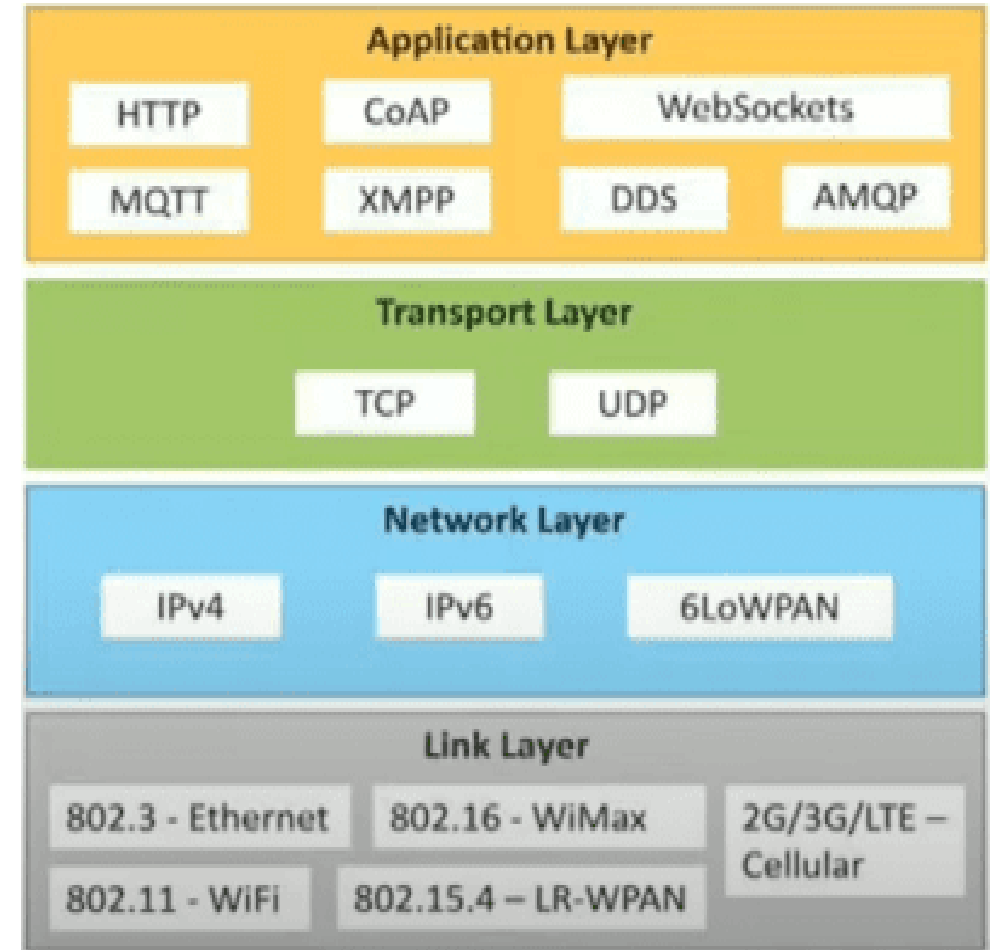 Application Layer
HTTP
CoAP
WebSockets
MQTT
XMPP
DDS
AMQP
Transport Layer
TCP
UDP
Network Layer
IPv4
IPv6
6LoWPAN
Link Layer
802.3 - Ethernet
802.16 - WiMax
2G/3G/LTE –
Cellular
802.11 - WiFi
802.15.4 – LR-WPAN